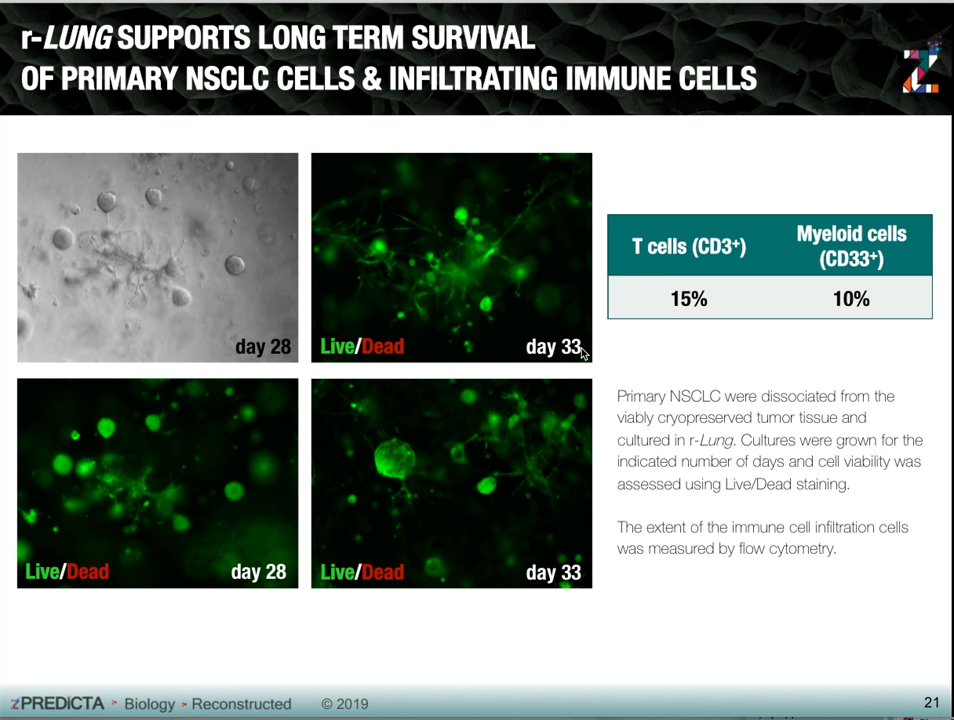 r-LUNG SUPPORTS LONG TERM SURVIVAL
OF PRIMARY NSCLC CELLS & INFILTRATING IMMUNE CELLS
day 28
Live/Dead day 33
Live/Dead day 28
Live/Dead day 33
T cells (CD3+) Myeloid cells
(CD33+)
15% 10%
Primary NSCLC were dissociated from the
viably cryopreserved tumor tissue and
cultured in r-Lung. Cultures were grown for the
indicated number of days and cell viability was
assessed using Live/Dead staining.
The extent of the immune cell infiltration cells
was measured by flow cytometry.
zPREDiCTA Biology Reconstructed © 2019
21